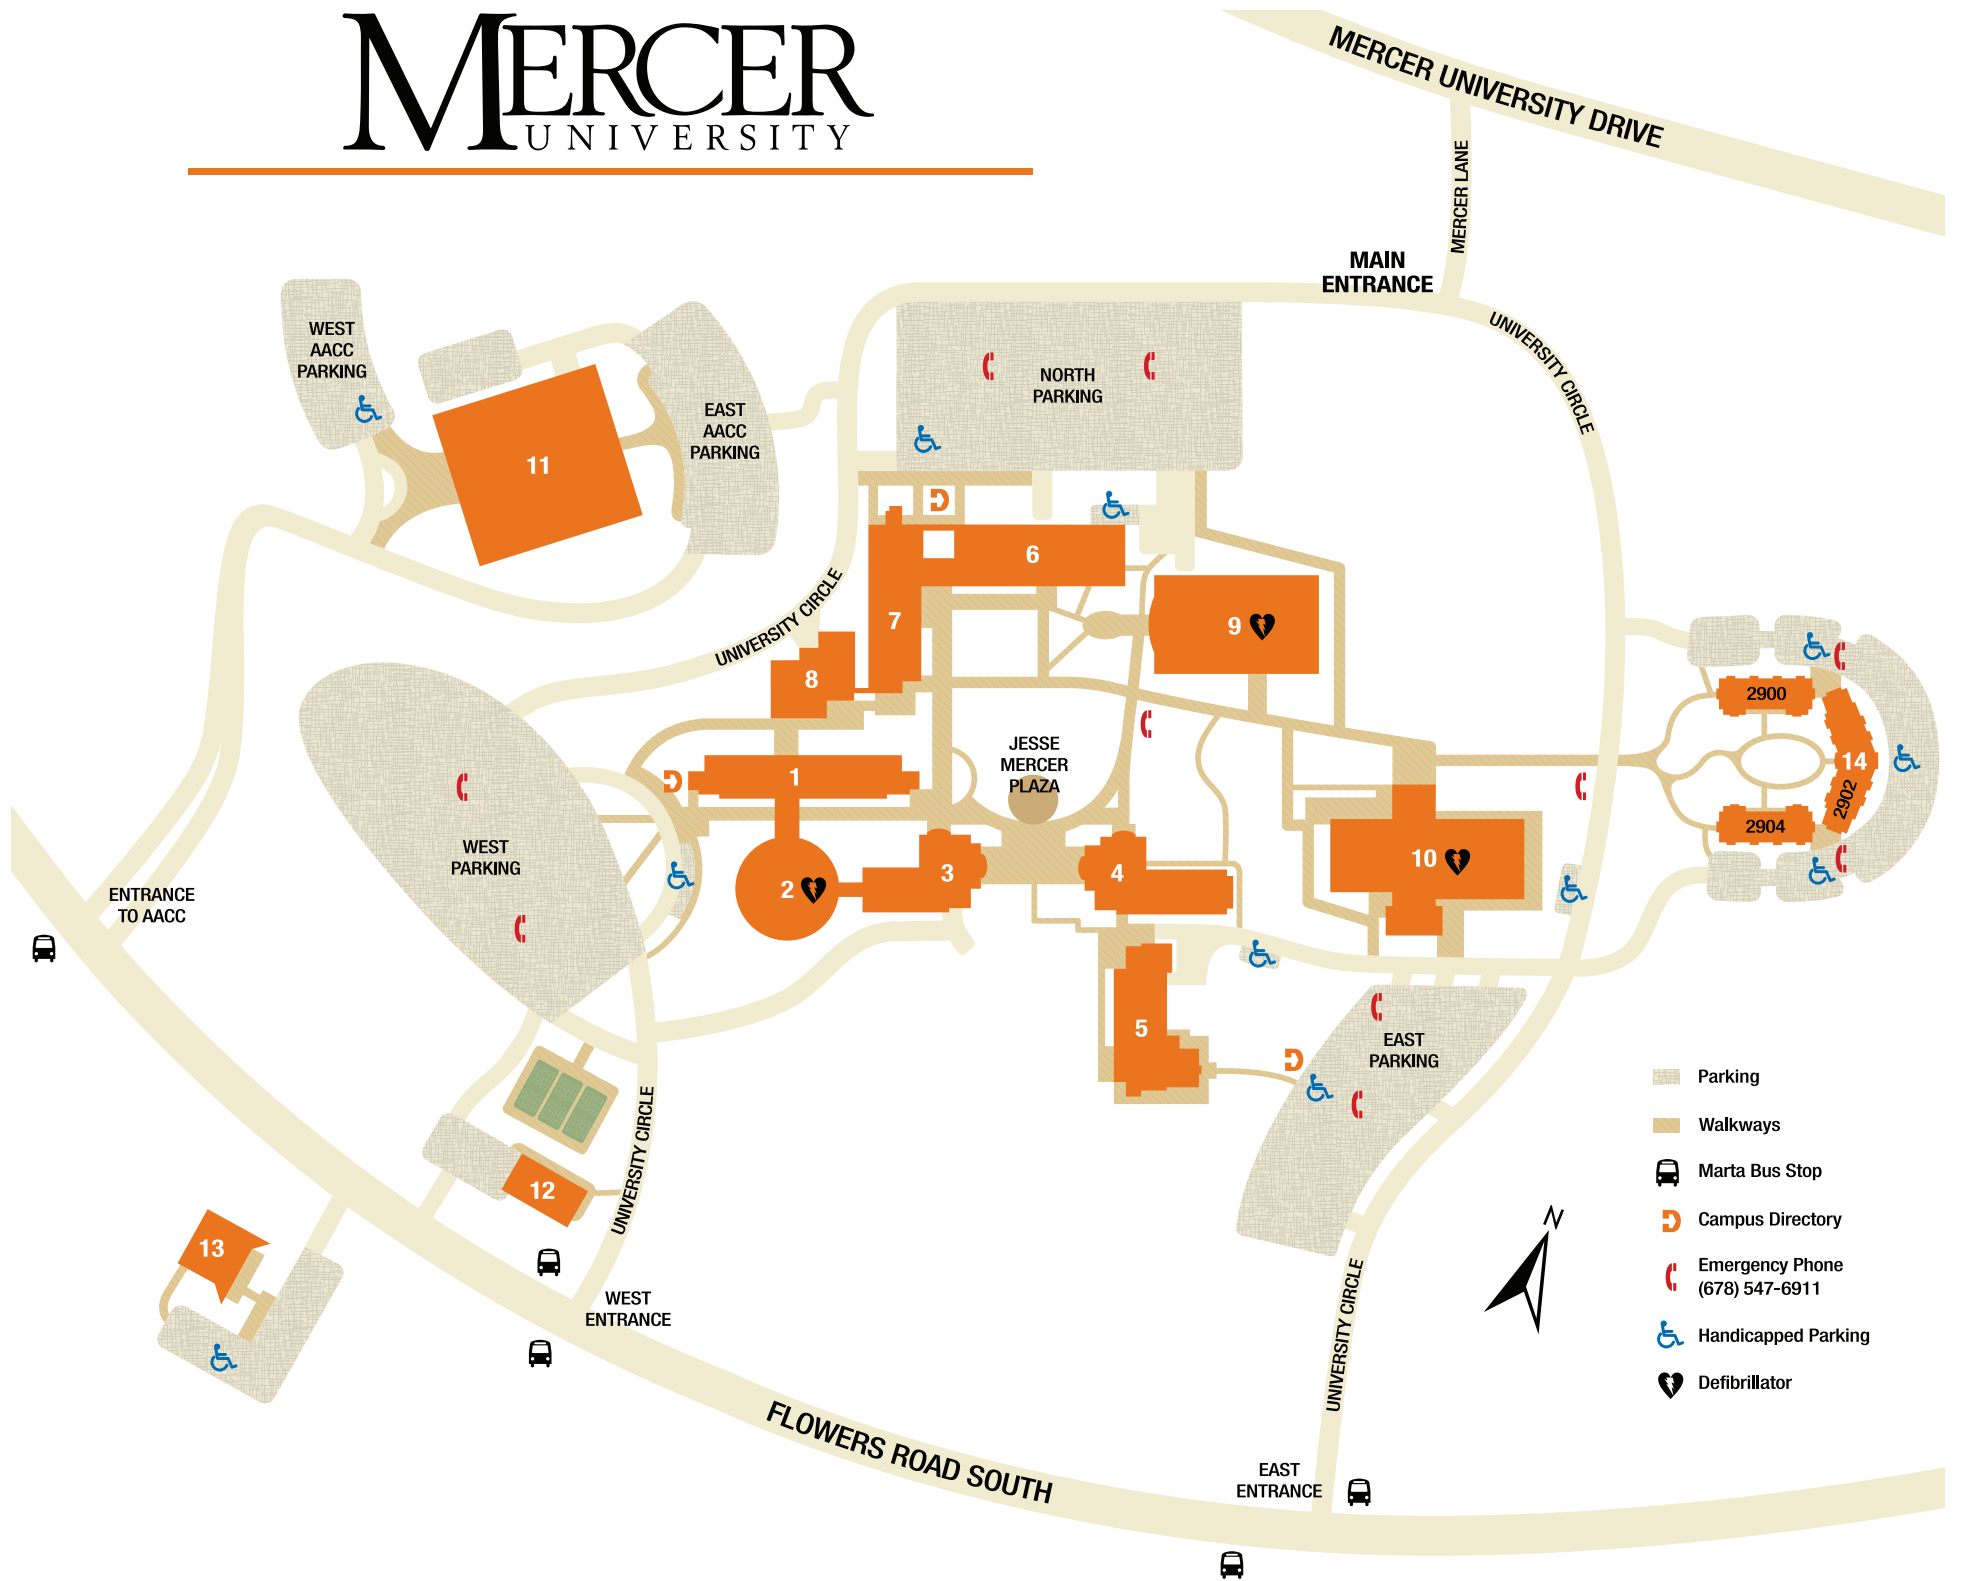 MERCER
UNIVERSITY
MERCER UNIVERSITY DRIVE
MERCER LANE
MAIN
ENTRANCE
UNIVERSITY CIRCLE
WEST
AACC
PARKING
EAST
AACC
PARKING
NORTH
PARKING
11
6
7
8
9
UNIVERSITY CIRCLE
1
2
3
4
5
10
JESSE
MERCER
PLAZA
2900
14
2902
2904
WEST
PARKING
ENTRANCE
TO AACC
EAST
PARKING
12
13
UNIVERSITY CIRCLE
WEST
ENTRANCE
FLOWERS ROAD SOUTH
UNIVERSITY CIRCLE
EAST
ENTRANCE
N
Parking
Walkways
Marta Bus Stop
Campus Directory
Emergency Phone
(678) 547-6911
Handicapped Parking
Defibrillator